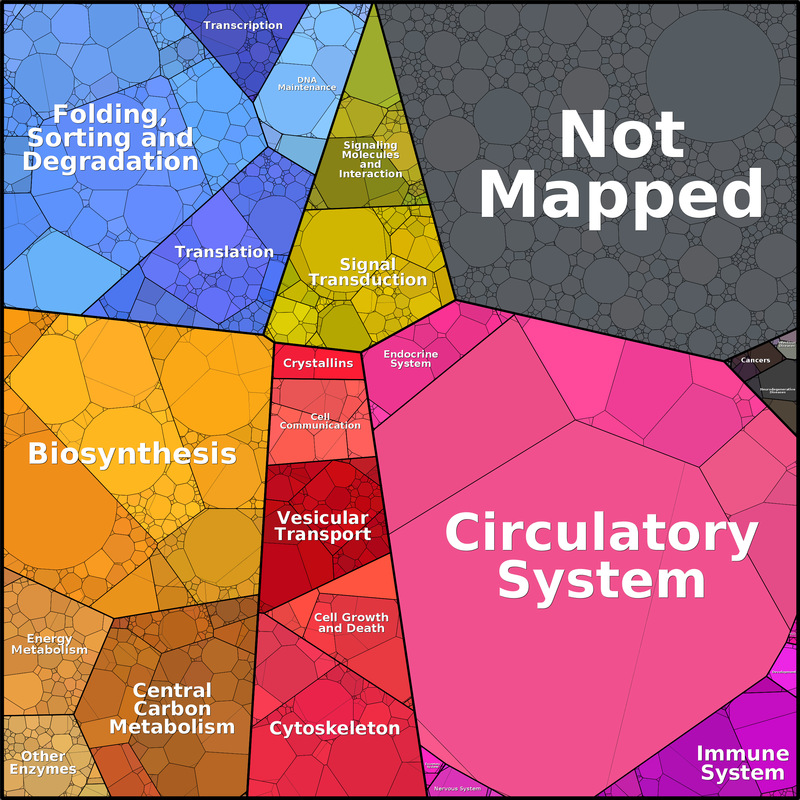 Transcription
DNA
Maintenance
Folding,
Sorting and
Degradation
Translation
Signaling
Molecules
and
Interaction
Signal
Transduction
Not
Mapped
Endocrine
System
Crystallins
Cell
Communication
Cancers
Neurodegenerative
Diseases
Biosynthesis
Vesicular
Transport
Circulatory
System
Cell Growth
and Death
Energy
Metabolism
Central
Carbon
Metabolism
Cytoskeleton
Other
Enzymes
Immune
System
Nervous System